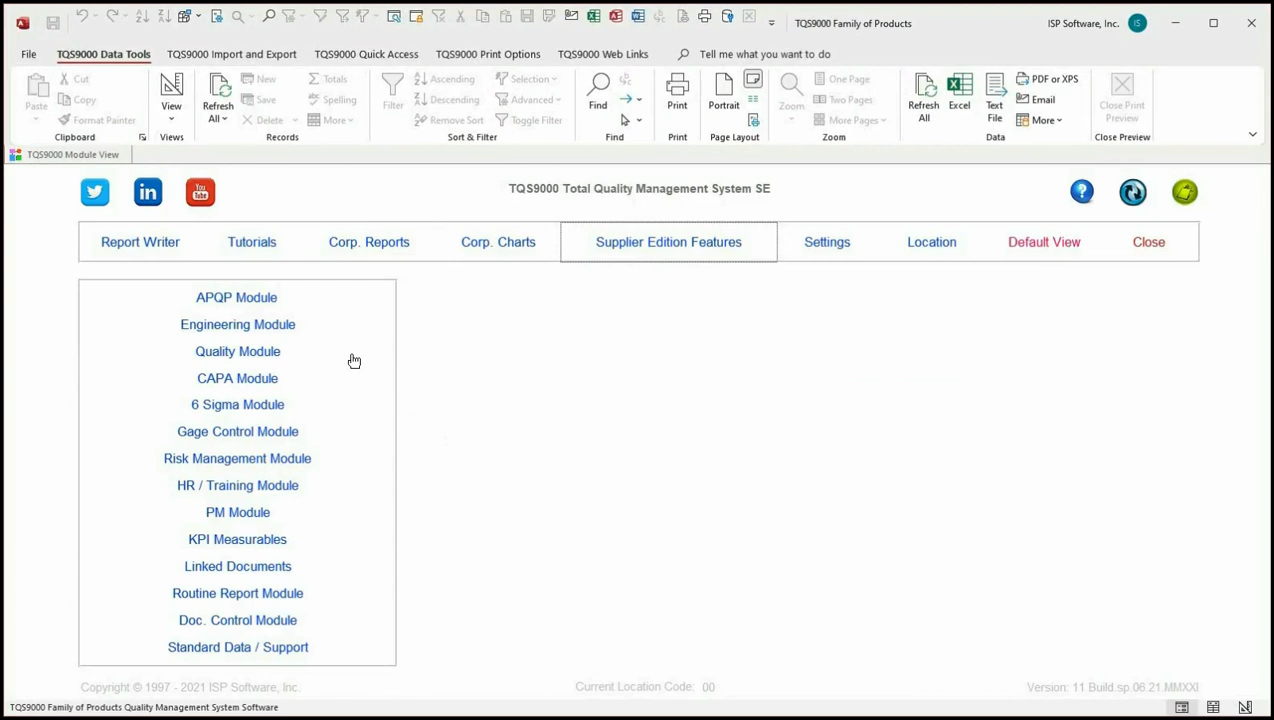 TQS9000 Family of Products
ISP Software, Inc.
IS
File
TQS9000 Data Tools
TQS9000 Import and Export
TQS9000 Quick Access
TQS9000 Print Options
TQS9000 Web Links
Tell me what you want to do
Paste
Cut
Copy
Format Painter
Clipboard
View
Views
Refresh
All
New
Save
Delete
Totals
Spelling
More
Records
Filter
Ascending
Descending
Remove Sort
Selection
Advanced
Toggle Filter
Sort & Filter
Find
Find
Print
Print
Portrait
Page Layout
Zoom
One Page
Two Pages
More Pages
Zoom
Refresh
All
Excel
Text
File
PDF or XPS
Email
More
Data
Close Print
Preview
Close Preview
TQS9000 Module View
in
You
Tube
TQS9000 Total Quality Management System SE
?
Report Writer
Tutorials
Corp. Reports
Corp. Charts
Supplier Edition Features
Settings
Location
Default View
Close
APQP Module
Engineering Module
Quality Module
CAPA Module
6 Sigma Module
Gage Control Module
Risk Management Module
HR / Training Module
PM Module
KPI Measurables
Linked Documents
Routine Report Module
Doc. Control Module
Standard Data / Support
Copyright © 1997 - 2021 ISP Software, Inc.
Current Location Code: 00
Version: 11 Build.sp.06.21.MMXXI
TQS9000 Family of Products Quality Management System Software